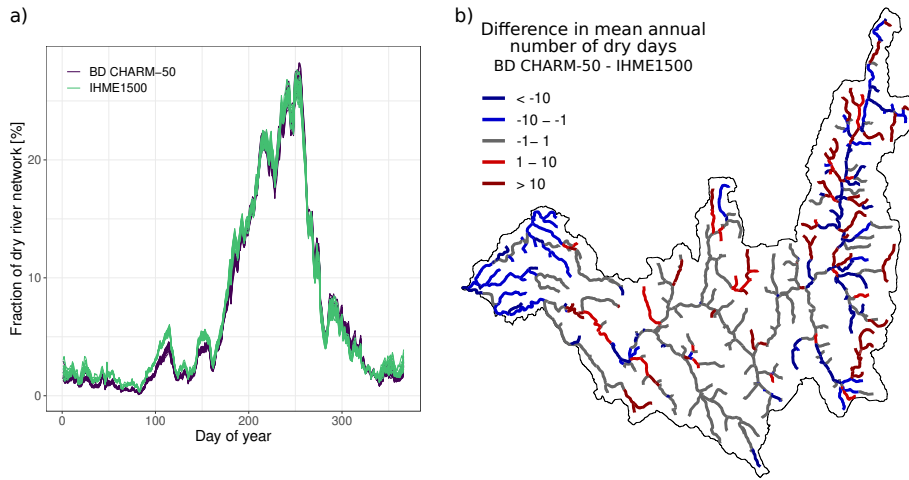 a)
BD CHARM−50
IHME1500
Fraction of dry river network [%]
20
10
0
0
100
200
300
Day of year
b)
Difference in mean annual
number of dry days
BD CHARM-50 - IHME1500
< -10
-10 – -1
-1– 1
1 – 10
> 10